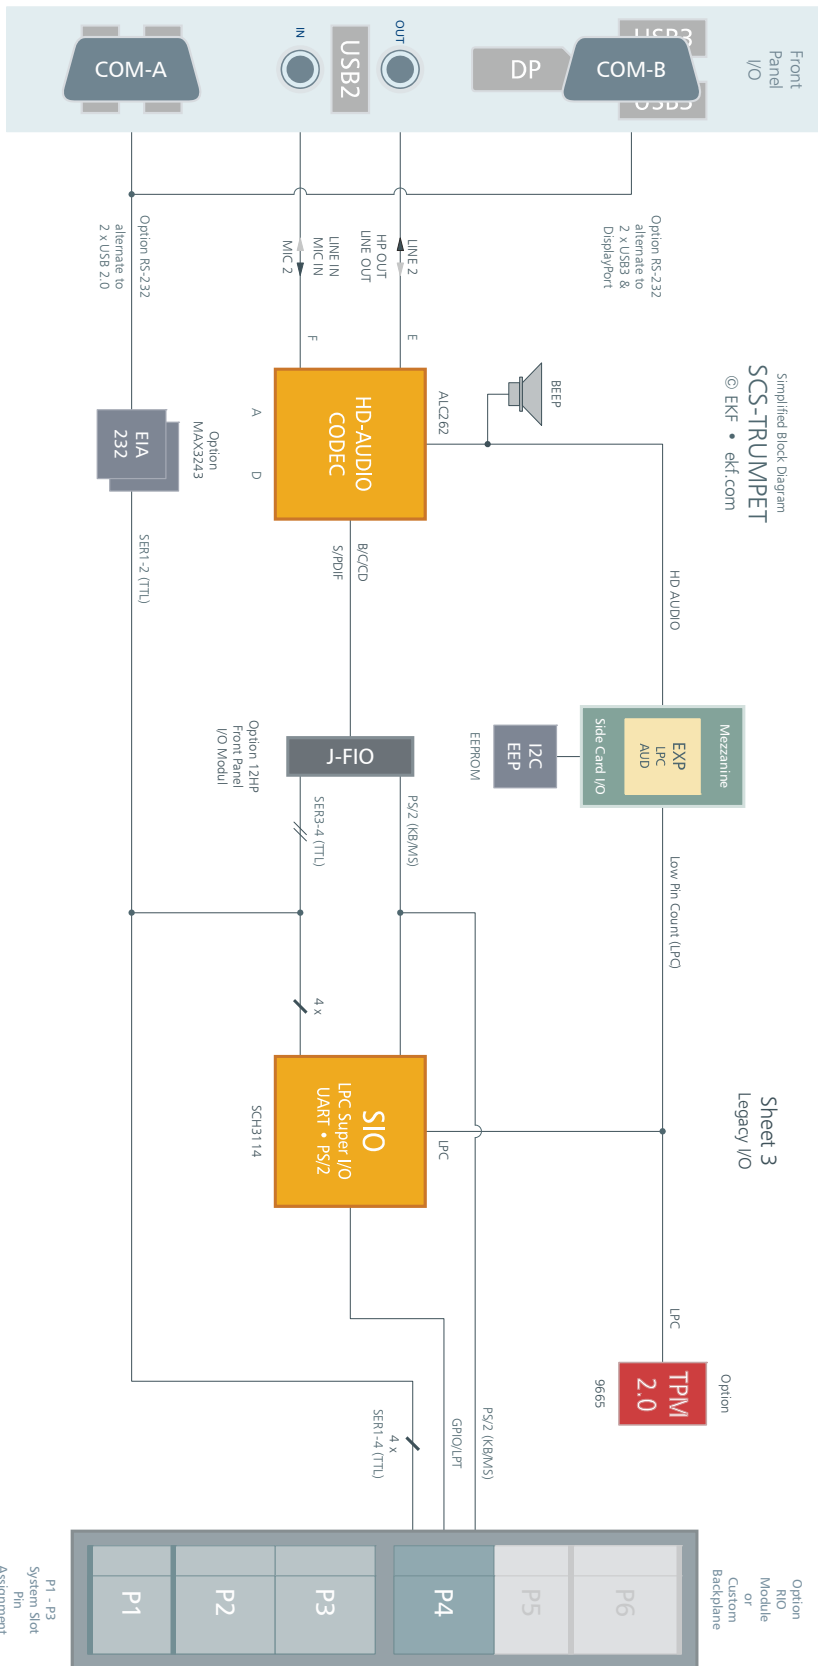 Front
Panel
I/O
USB3
USB3
COM-B
DP
OUT
USB2
IN
COM-A
Option RS-232
alternate to
2 x USB3 &
DisplayPort
LINE 2
HP OUT
LINE OUT
LINE IN
MIC IN
MIC 2
Option RS-232
alternate to
2 x USB 2.0
E
F
Simplified Block Diagram
SCS-TRUMPET
© EKF • ekf.com
BEEP
ALC262
HD-AUDIO
CODEC
A
D
Option
MAX3243
EIA
232
SER1-2 (TTL)
B/C/CD
S/PDIF
HD AUDIO
Mezzanine
EXP
LPC
AUD
Side Card I/O
I2C
EEP
EEPROM
J-FIO
Option 12HP
Front Panel
I/O Modul
PS/2 (KB/MS)
SER3-4 (TTL)
Low Pin Count (LPC)
4 x
Sheet 3
Legacy I/O
LPC
SIO
LPC Super I/O
UART • PS/2
SCH3114
LPC
Option
TPM
2.0
9665
PS/2 (KB/MS)
GPIO/LPT
4 x
SER1-4 (TTL)
Option
RIO
Module
or
Custom
Backplane
P6
P5
P4
P3
P2
P1
P1 - P3
System Slot
Pin
Assignment